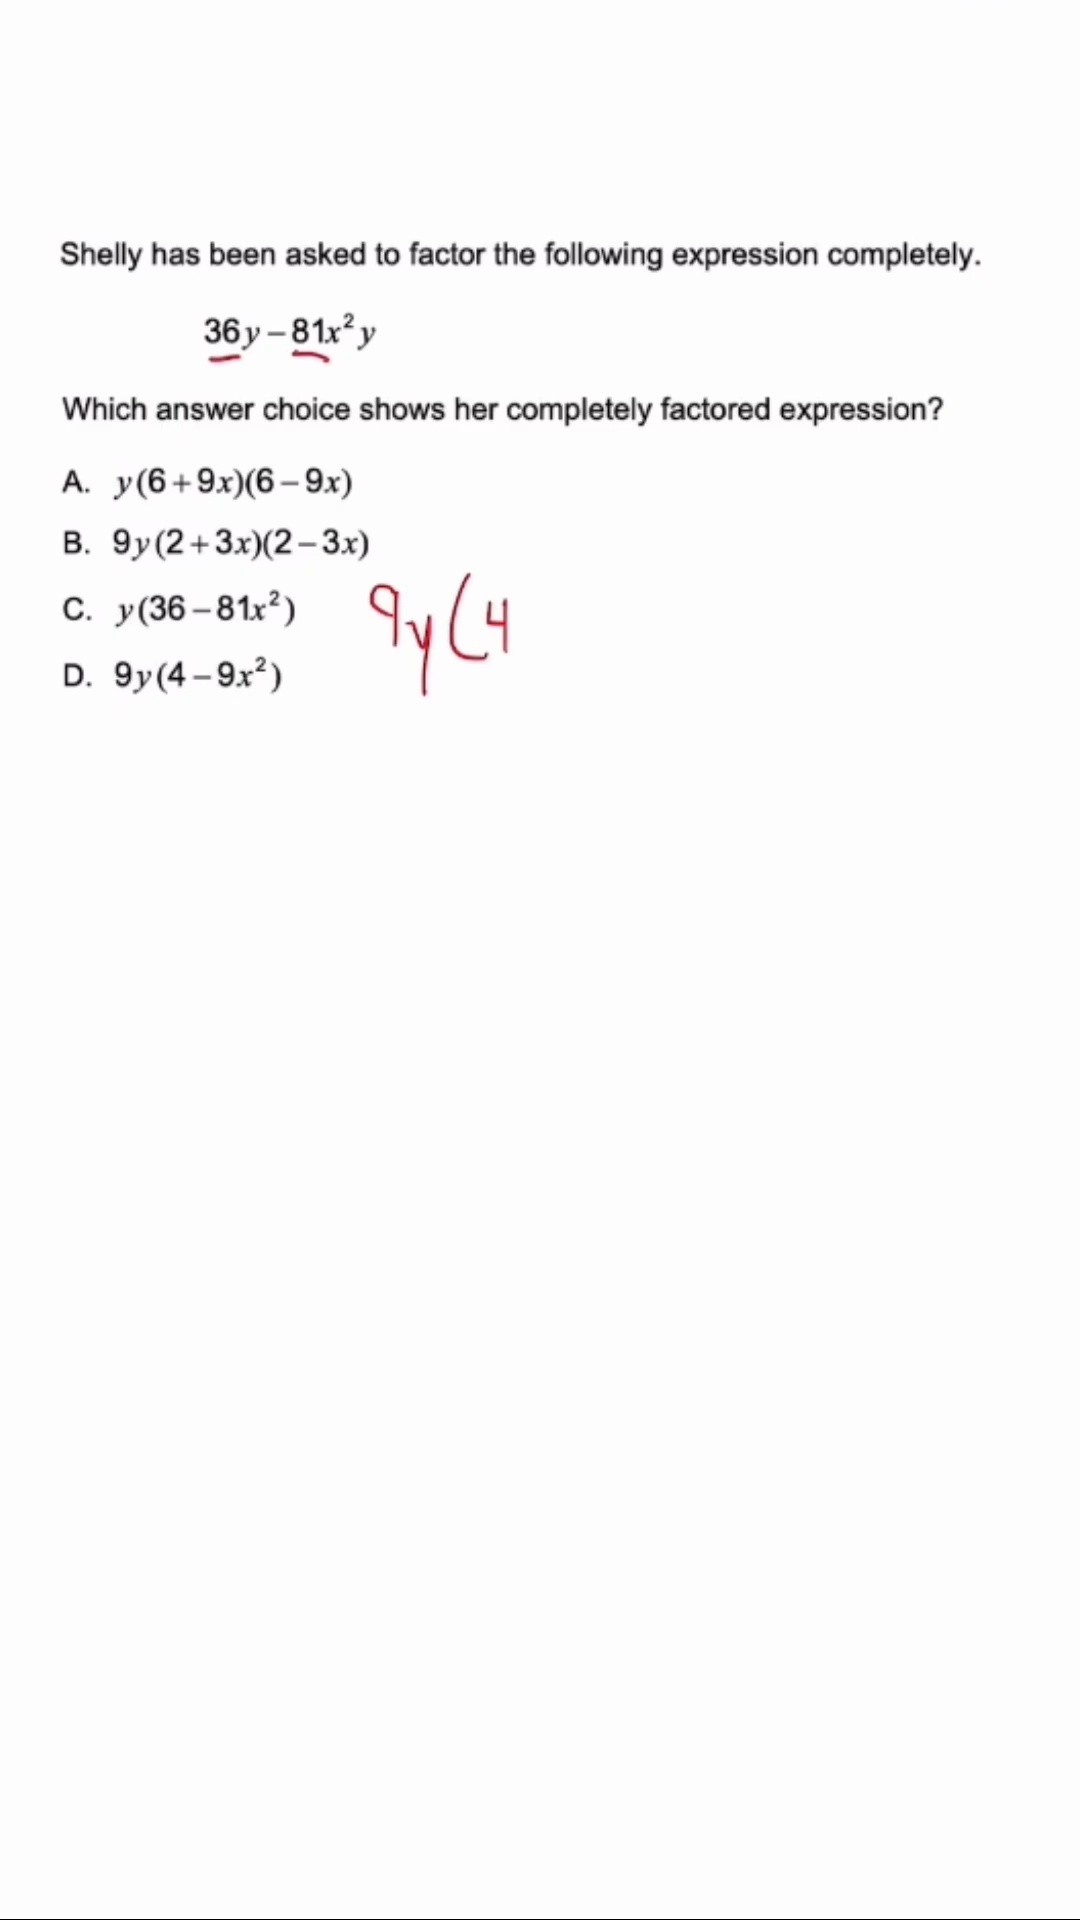 Shelly has been asked to factor the following expression completely.
36y – 81x²y
Which answer choice shows her completely factored expression?
A. y(6 + 9x)(6 – 9x)
B. 9y(2 + 3x)(2 – 3x)
C. y(36 – 81x²)
9y(4
D. 9y(4 – 9x²)